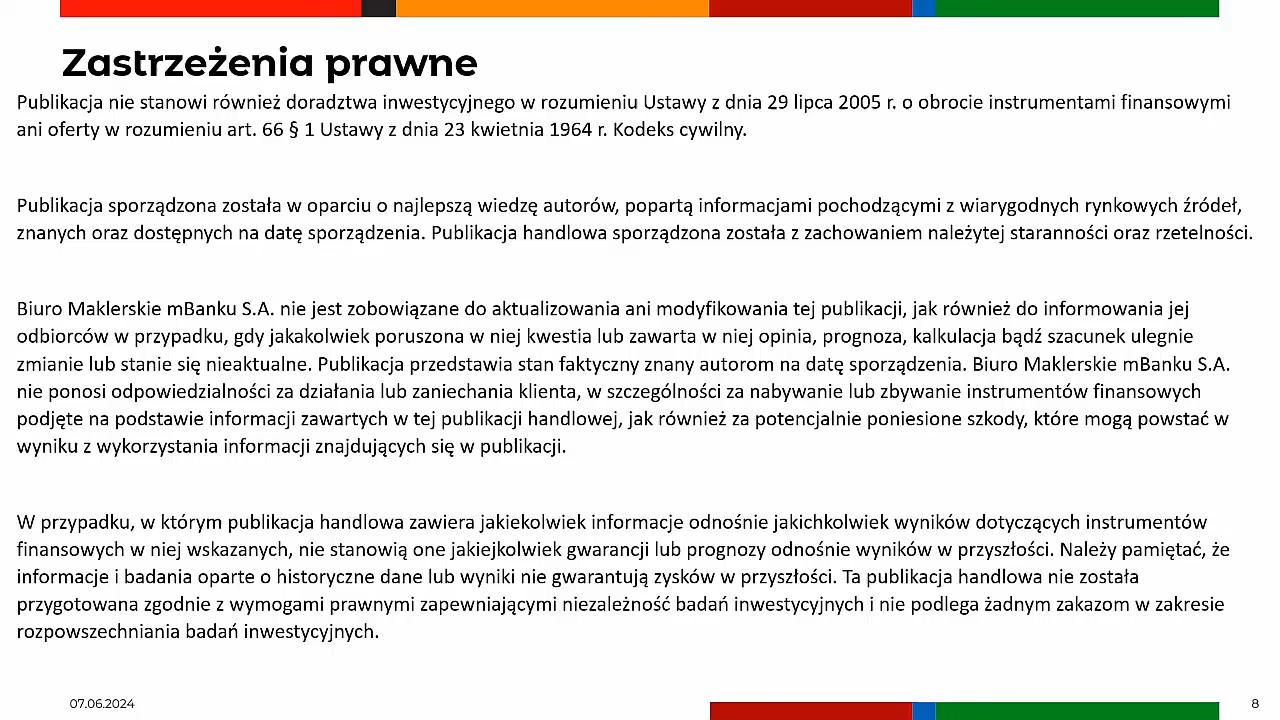 Zastrzeżenia prawne
Publikacja nie stanowi również doradztwa inwestycyjnego w rozumieniu Ustawy z dnia 29 lipca 2005 r. o obrocie instrumentami finansowymi
ani oferty w rozumieniu art. 66 § 1 Ustawy z dnia 23 kwietnia 1964 r. Kodeks cywilny.
Publikacja sporządzona została w oparciu o najlepszą wiedzę autorów, popartą informacjami pochodzącymi z wiarygodnych rynkowych źródeł,
znanych oraz dostępnych na datę sporządzenia. Publikacja handlowa sporządzona została z zachowaniem należytej staranności oraz rzetelności.
Biuro Maklerskie mBanku S.A. nie jest zobowiązane do aktualizowania ani modyfikowania tej publikacji, jak również do informowania jej
odbiorców w przypadku, gdy jakakolwiek poruszona w niej kwestia lub zawarta w niej opinia, prognoza, kalkulacja bądź szacunek ulegnie
zmianie lub stanie się nieaktualne. Publikacja przedstawia stan faktyczny znany autorom na datę sporządzenia. Biuro Maklerskie mBanku S.A.
nie ponosi odpowiedzialności za działania lub zaniechania klienta, w szczególności za nabywanie lub zbywanie instrumentów finansowych
podjęte na podstawie informacji zawartych w tej publikacji handlowej, jak również za potencjalnie poniesione szkody, które mogą powstać w
wyniku z wykorzystania informacji znajdujących się w publikacji.
W przypadku, w którym publikacja handlowa zawiera jakiekolwiek informacje odnośnie jakichkolwiek wyników dotyczących instrumentów
finansowych w niej wskazanych, nie stanowią one jakiejkolwiek gwarancji lub prognozy odnośnie wyników w przyszłości. Należy pamiętać, że
informacje i badania oparte o historyczne dane lub wyniki nie gwarantują zysków w przyszłości. Ta publikacja handlowa nie została
przygotowana zgodnie z wymogami prawnymi zapewniającymi niezależność badań inwestycyjnych i nie podlega żadnym zakazom w zakresie
rozpowszechniania badań inwestycyjnych.
07.06.2024
8